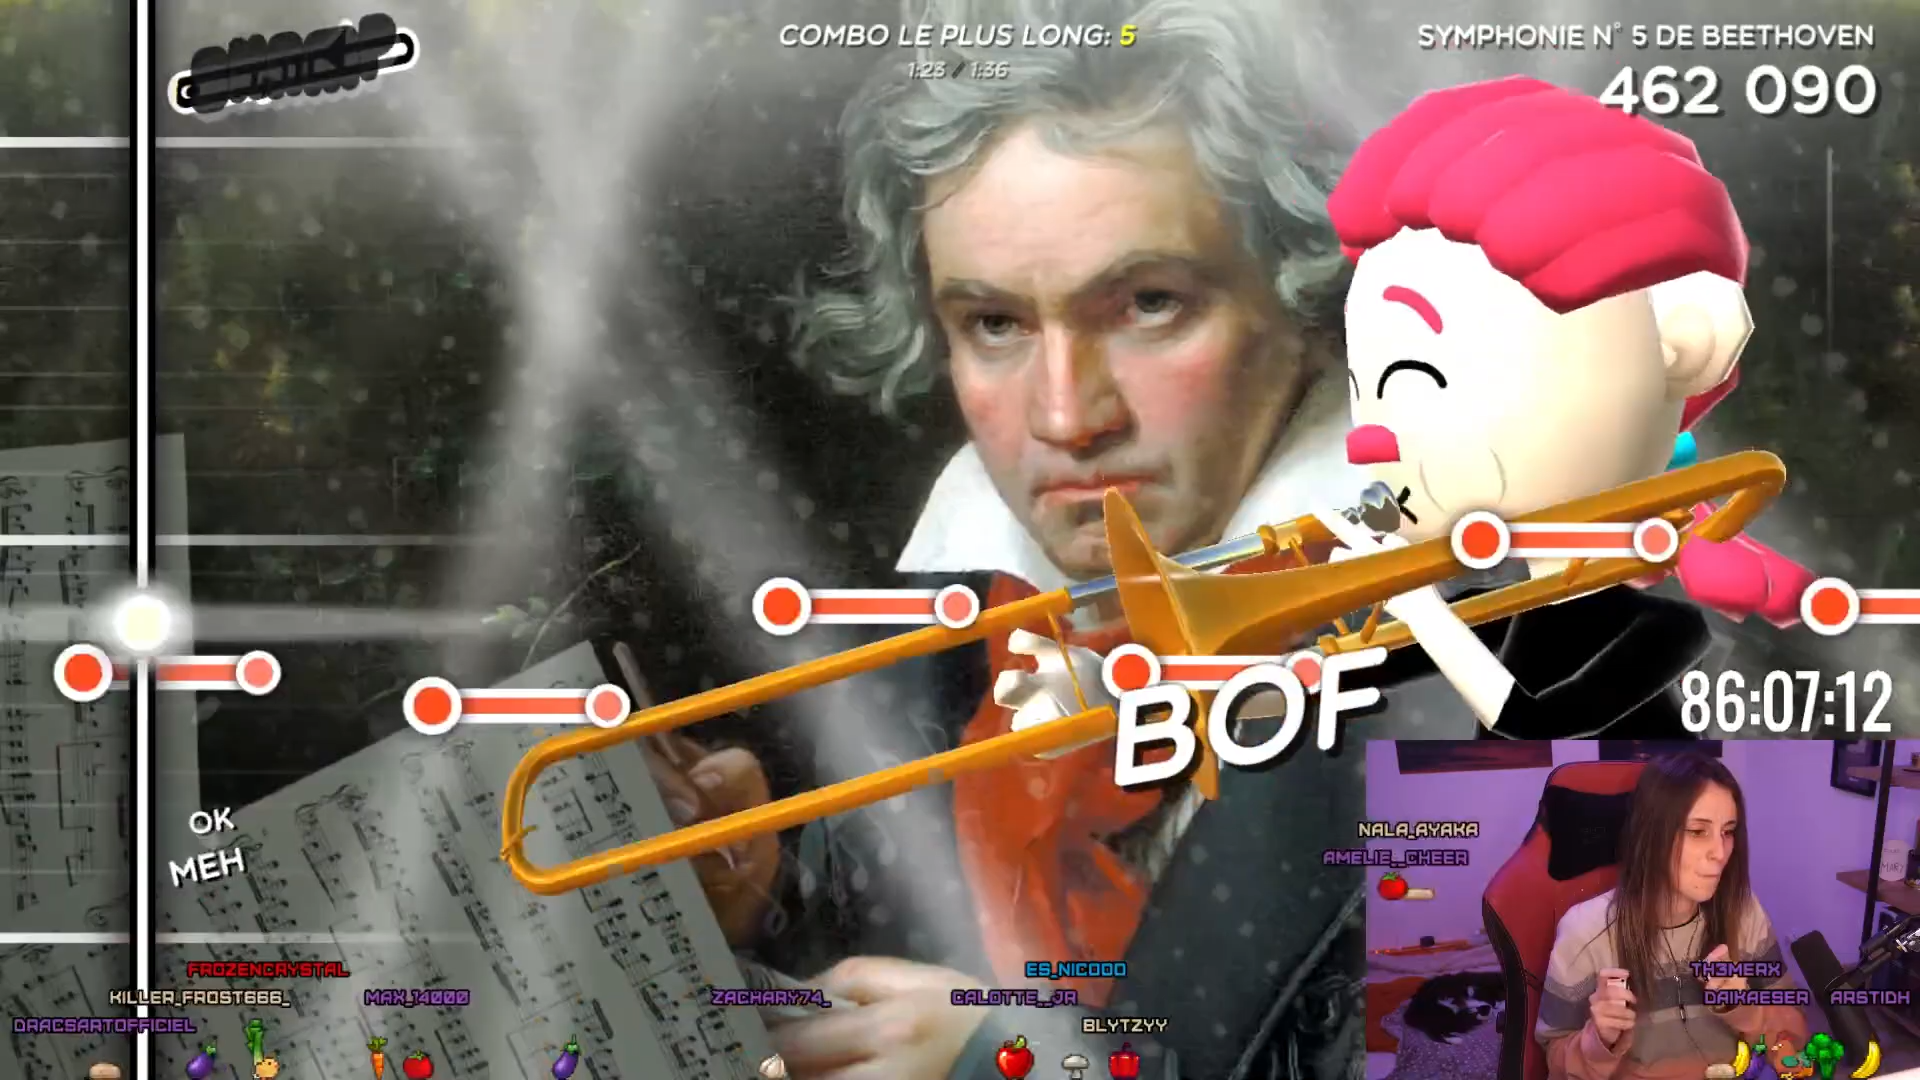 COMBO LE PLUS LONG: 5
1:23 / 1:36
SYMPHONIE N° 5 DE BEETHOVEN
462 090
BOF
86:07:12
OK
MEH
NALA_AYAKA
AMELIE__CHEER
FROZENCRYSTAL
KILLER_FROST666_
MAX_14000
DRACSARTOFFICIEL
ZACHARY74_
ES_NICODO
CALOTTE__JR
BLYTZYY
TH3MERX
DAIKAESER
ARSTIDH